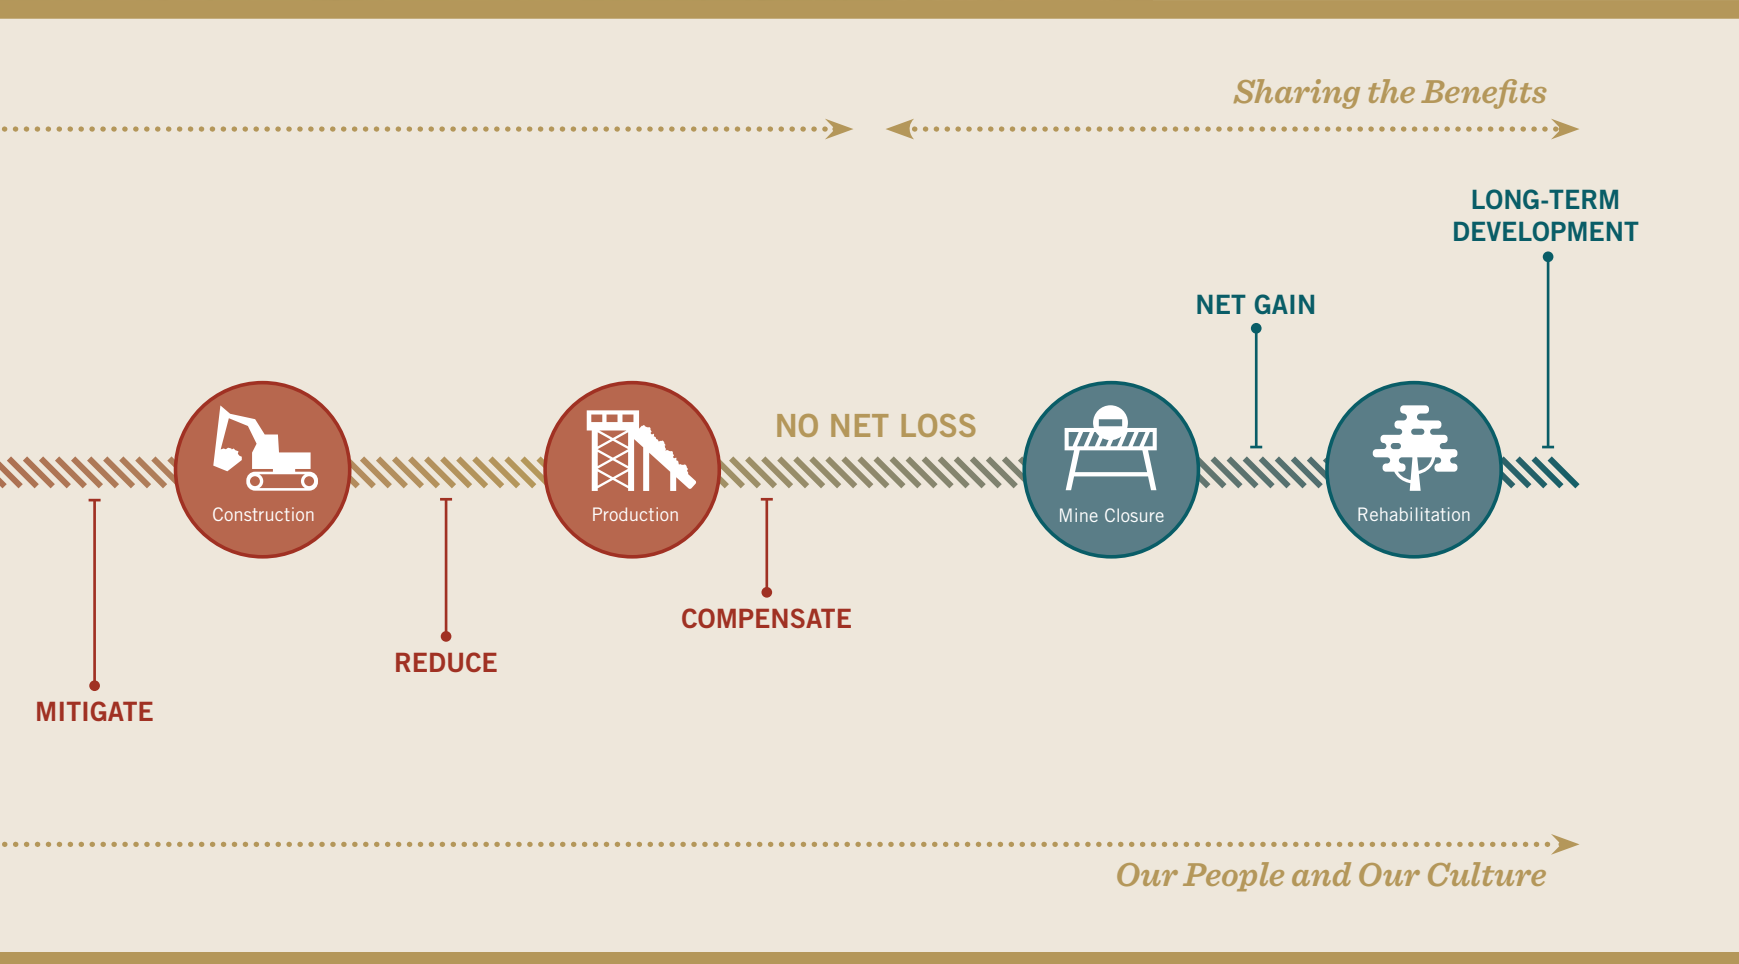 Sharing the Benefits
LONG-TERM
DEVELOPMENT
NET GAIN
NO NET LOSS
Construction
Production
Mine Closure
Rehabilitation
COMPENSATE
REDUCE
MITIGATE
Our People and Our Culture